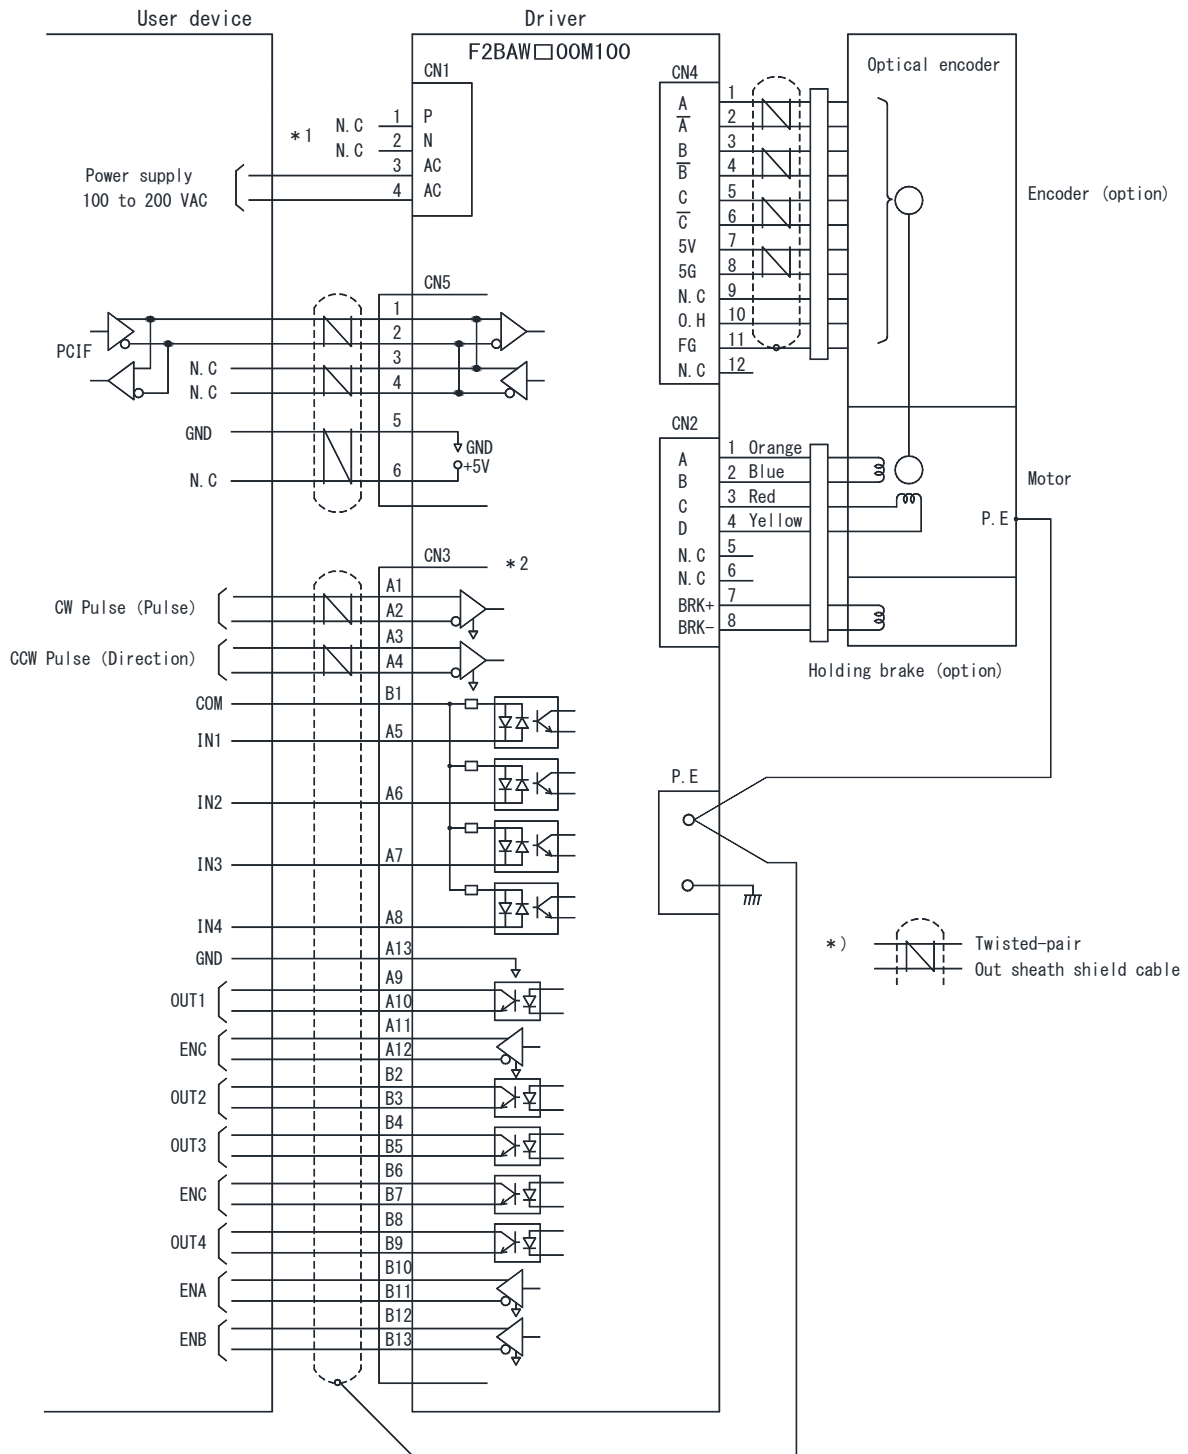 User device
Driver
F2BAW□00M100
CN1
*1
N.C 1 P
N.C 2 N
3 AC
4 AC
Power supply
100 to 200 VAC
CN5
PCIF
1
2
N.C 3
N.C 4
GND 5 GND
N.C 6 +5V
CN3 *2
CW Pulse (Pulse) A1
A2
CCW Pulse (Direction) A3
A4
COM B1
IN1 A5
IN2 A6
IN3 A7
IN4 A8
GND A13
OUT1 A9
A10
ENC A11
A12
OUT2 B2
B3
OUT3 B4
B5
ENC B6
B7
OUT4 B8
B9
ENA B10
B11
ENB B12
B13
CN4
A 1
A̅ 2
B 3
B̅ 4
C 5
C̅ 6
5V 7
5G 8
N.C 9
O.H 10
FG 11
N.C 12
Optical encoder
Encoder (option)
CN2
A 1 Orange
B 2 Blue
C 3 Red
D 4 Yellow
N.C 5
N.C 6
BRK+ 7
BRK- 8
Motor
P.E
Holding brake (option)
P.E
*) Twisted-pair
Out sheath shield cable